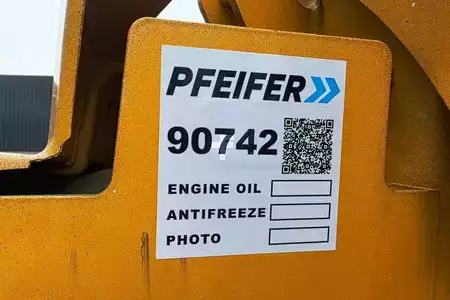 PFEIFER
90742
ENGINE OIL
ANTIFREEZE
PHOTO